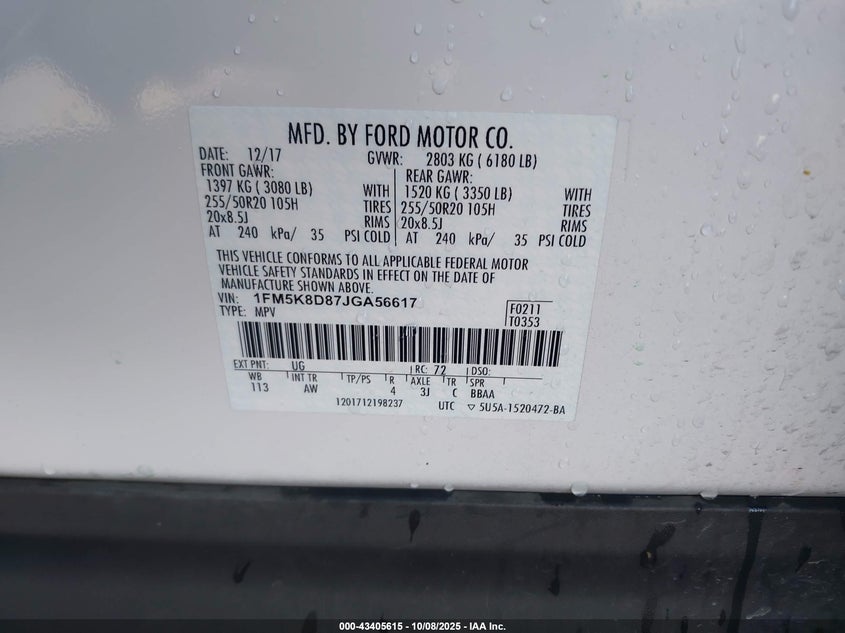 MFD. BY FORD MOTOR CO.
DATE: 12/17 GVWR: 2803 KG ( 6180 LB)
FRONT GAWR: REAR GAWR:
1397 KG ( 3080 LB) WITH 1520 KG ( 3350 LB) WITH
255/50R20 105H TIRES 255/50R20 105H TIRES
20x8.5J RIMS 20x8.5J RIMS
AT 240 kPa/ 35 PSI COLD AT 240 kPa/ 35 PSI COLD
THIS VEHICLE CONFORMS TO ALL APPLICABLE FEDERAL MOTOR
VEHICLE SAFETY STANDARDS IN EFFECT ON THE DATE OF
MANUFACTURE SHOWN ABOVE.
VIN: 1FM5K8D87JGA56617 F0211
TYPE: MPV T0353
EXT PNT: UG RC: 72 DSO:
WB INT TR TP/PS R AXLE TR SPR
113 AW 4 3J C BBAA
1201712198237 UTC ▽ 5U5A-1520472-BA
000-43405615 - 10/08/2025 - IAA Inc.